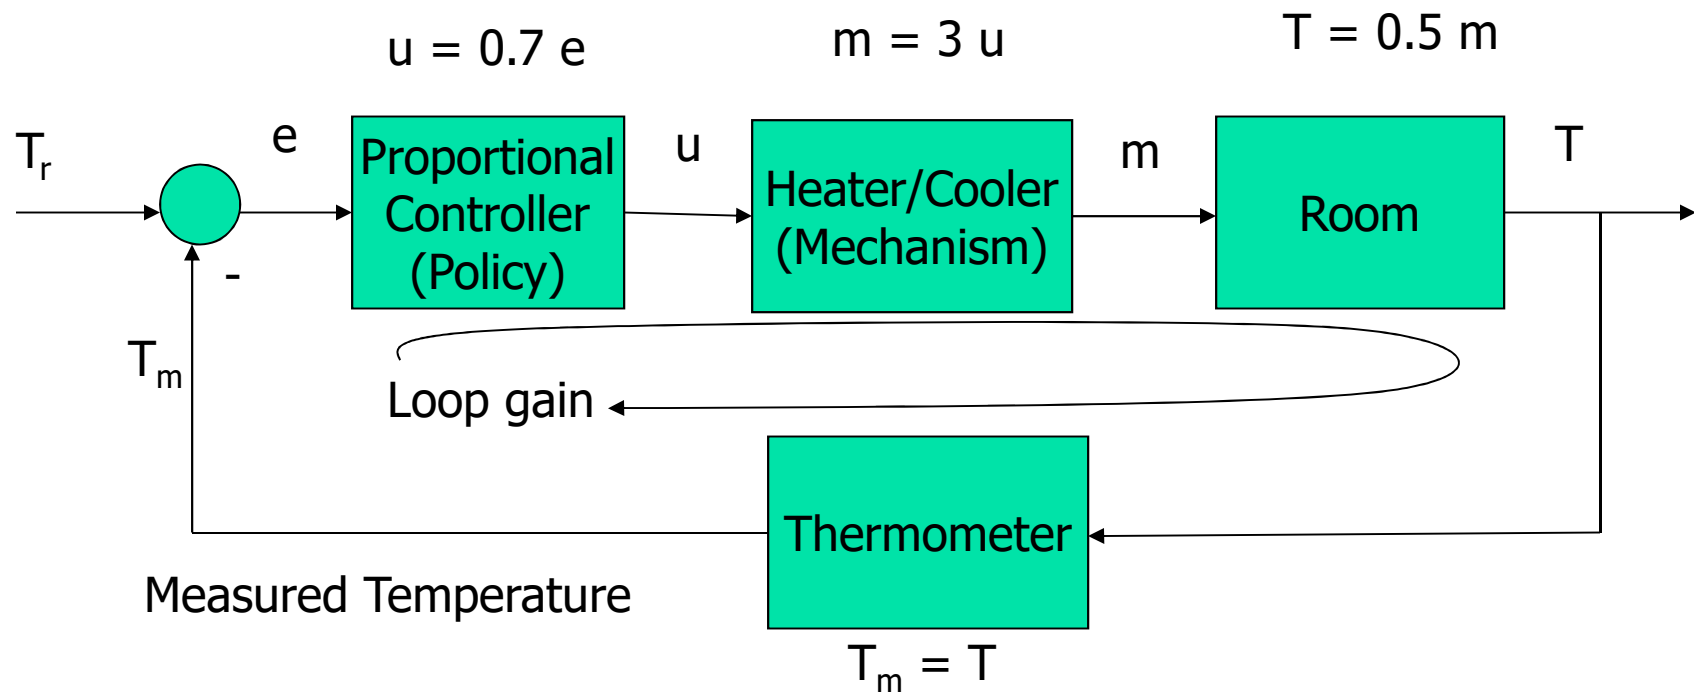 u = 0.7 e
m = 3 u
T = 0.5 m
Tr
e
Proportional
Controller
(Policy)
u
Heater/Cooler
(Mechanism)
m
Room
T
-
Tm
Loop gain
Thermometer
Measured Temperature
Tm = T